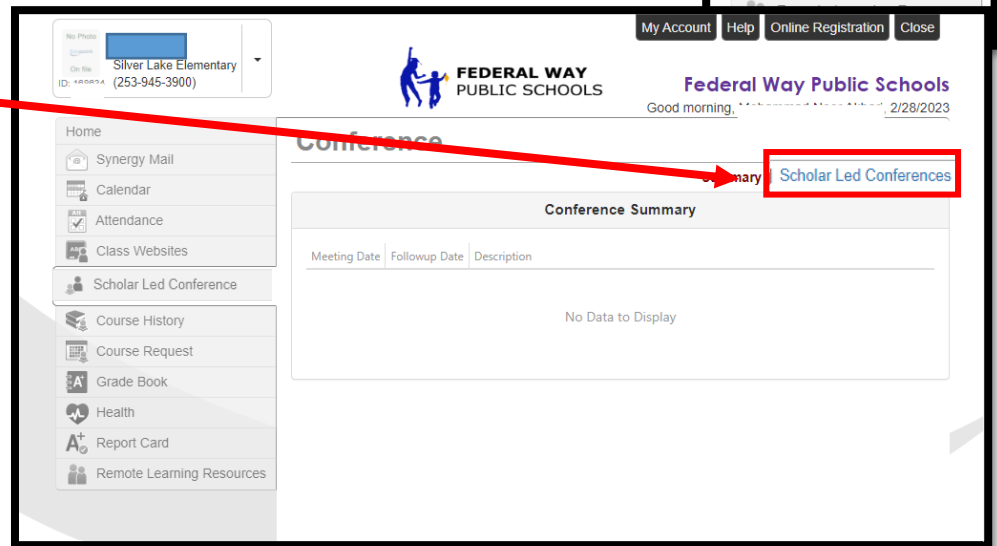 My Account Help Online Registration Close
No Photo
On file
Silver Lake Elementary
ID:
(253-945-3900)
FEDERAL WAY
PUBLIC SCHOOLS
Federal Way Public Schools
Good morning, , 2/28/2023
Home
Synergy Mail
Calendar
Attendance
Class Websites
Scholar Led Conference
Course History
Course Request
Grade Book
Health
Report Card
Remote Learning Resources
Conference
Summary | Scholar Led Conferences
Conference Summary
Meeting Date Followup Date Description
No Data to Display